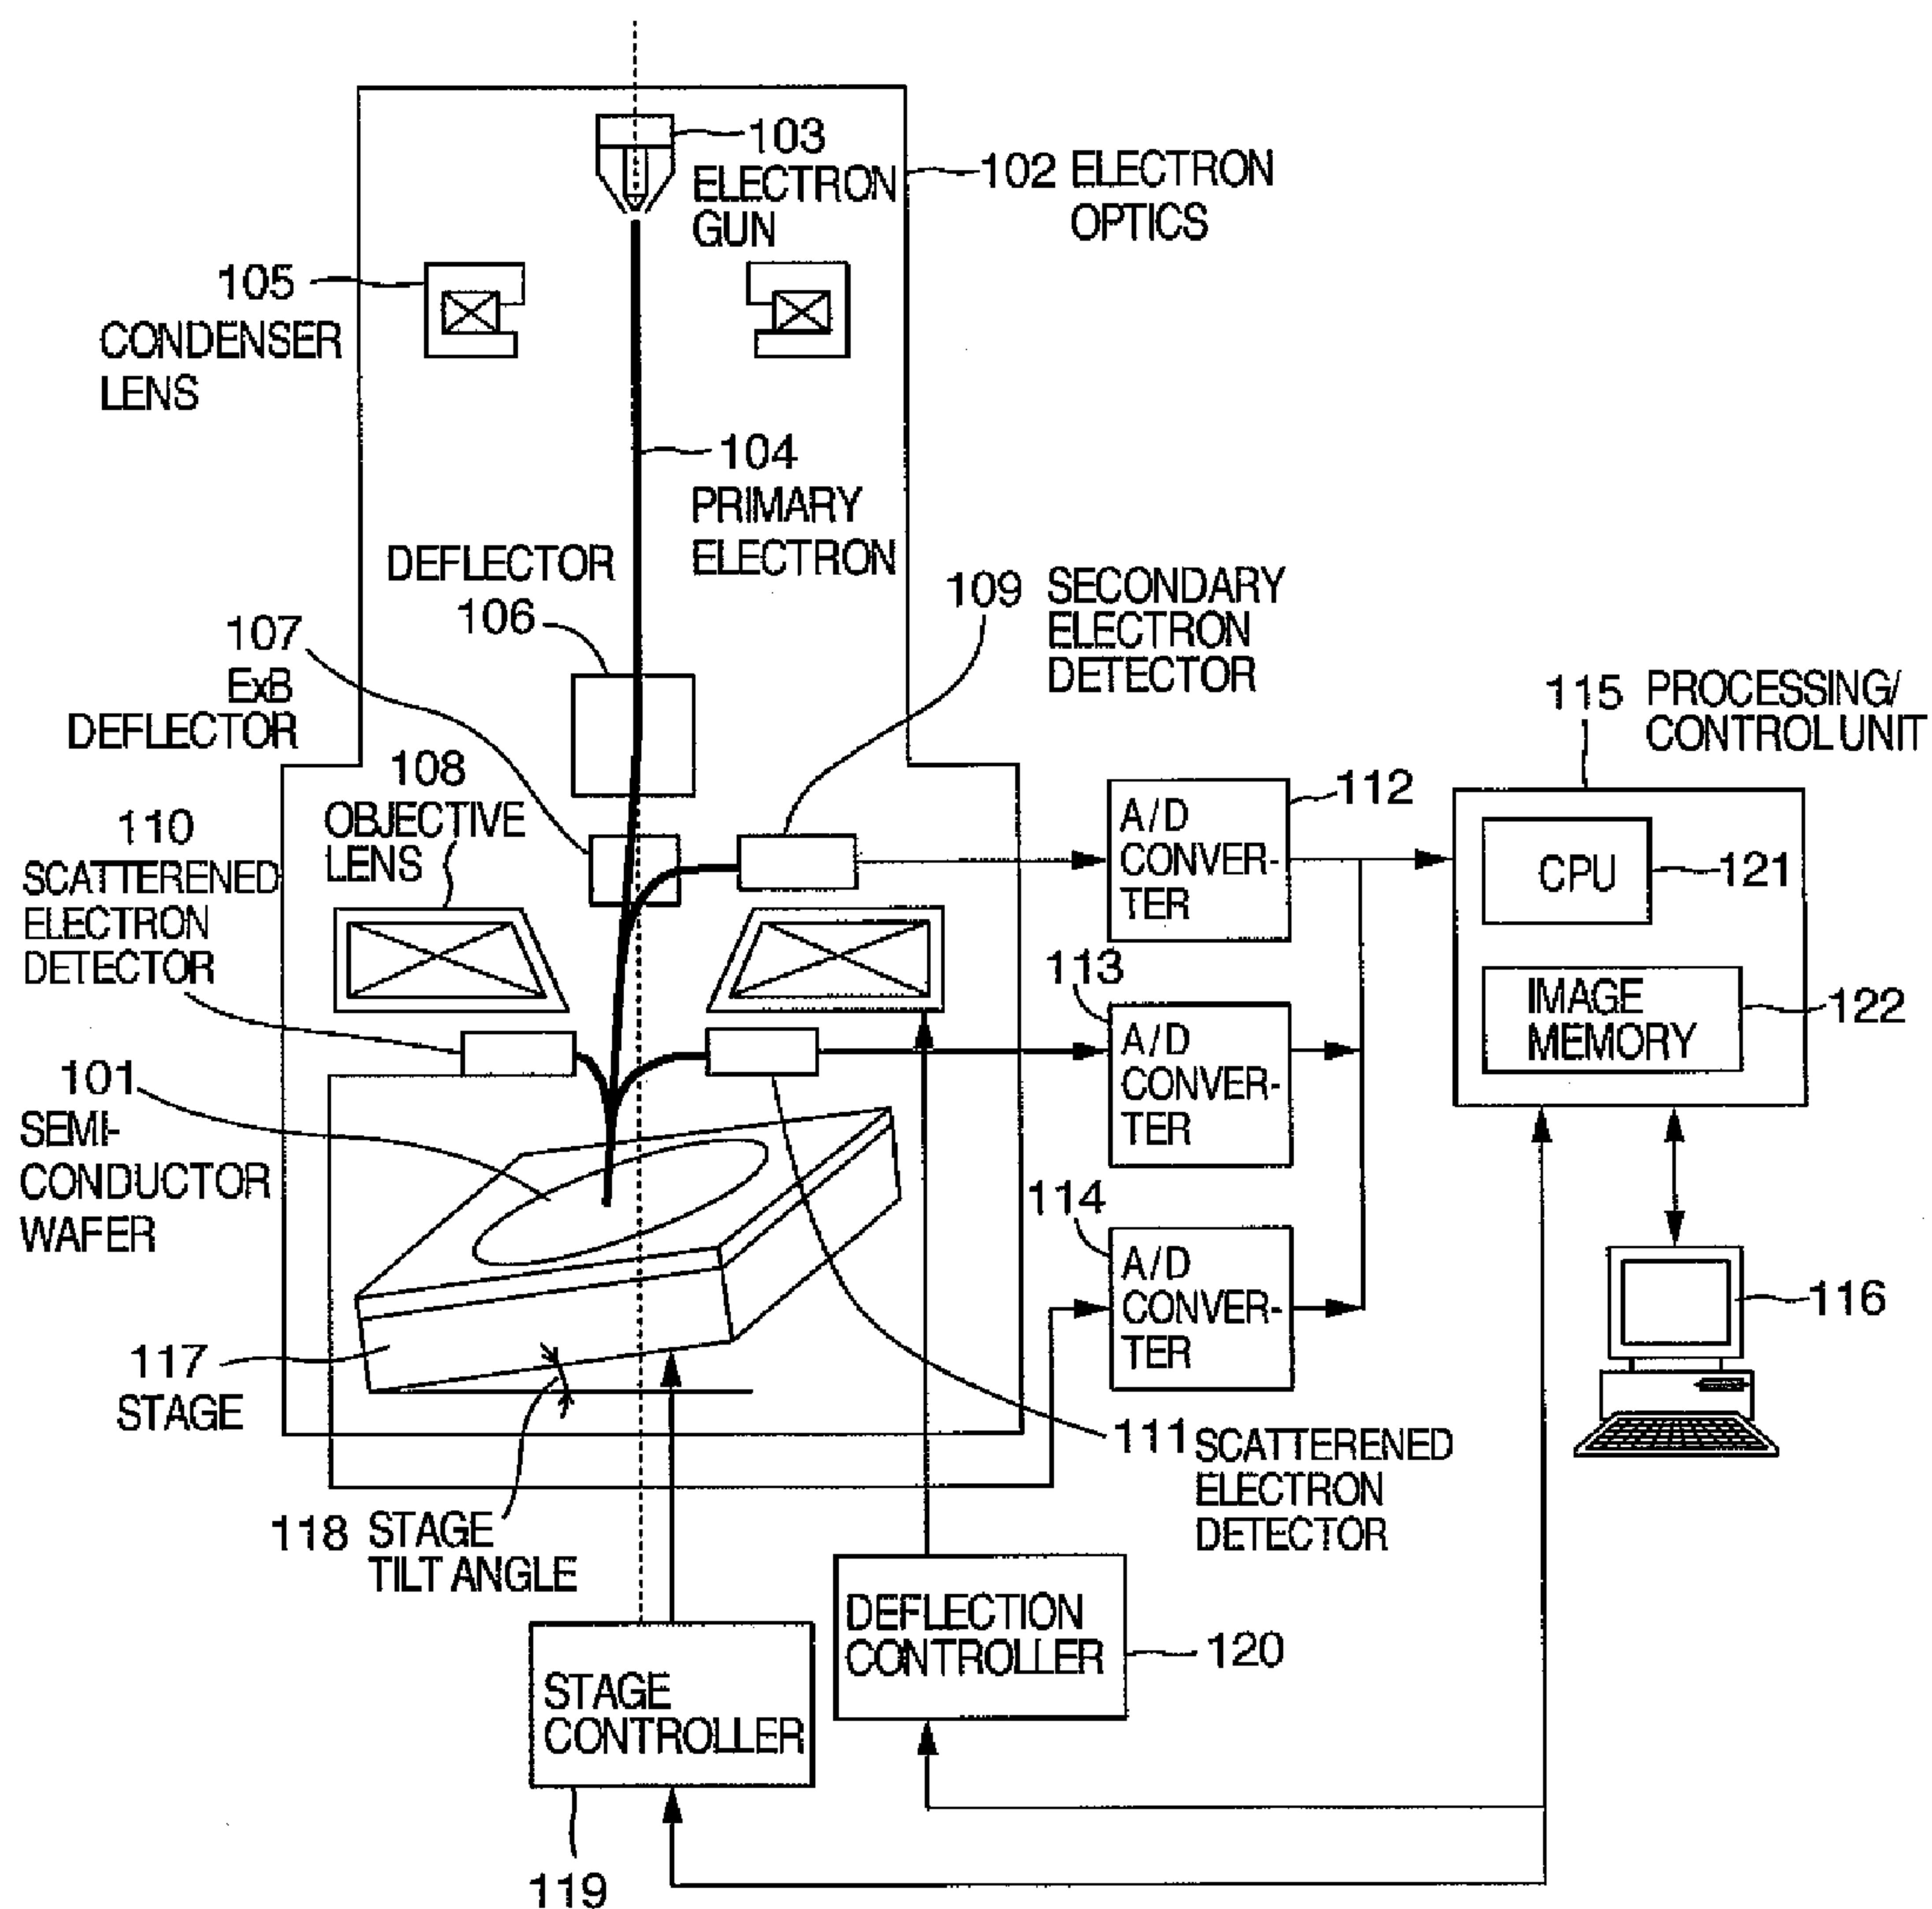 103
ELECTRON
GUN
102 ELECTRON
OPTICS
105
CONDENSER
LENS
104
PRIMARY
ELECTRON
DEFLECTOR
106
109 SECONDARY
ELECTRON
DETECTOR
107
ExB
DEFLECTOR
108
OBJECTIVE
LENS
110
SCATTERENED
ELECTRON
DETECTOR
115 PROCESSING/
CONTROL UNIT
112
A/D
CONVER-
TER
CPU
121
113
A/D
CONVER-
TER
IMAGE
MEMORY
122
101
SEMI-
CONDUCTOR
WAFER
114
A/D
CONVER-
TER
116
117
STAGE
111 SCATTERENED
ELECTRON
DETECTOR
118 STAGE
TILT ANGLE
DEFLECTION
CONTROLLER
120
STAGE
CONTROLLER
119